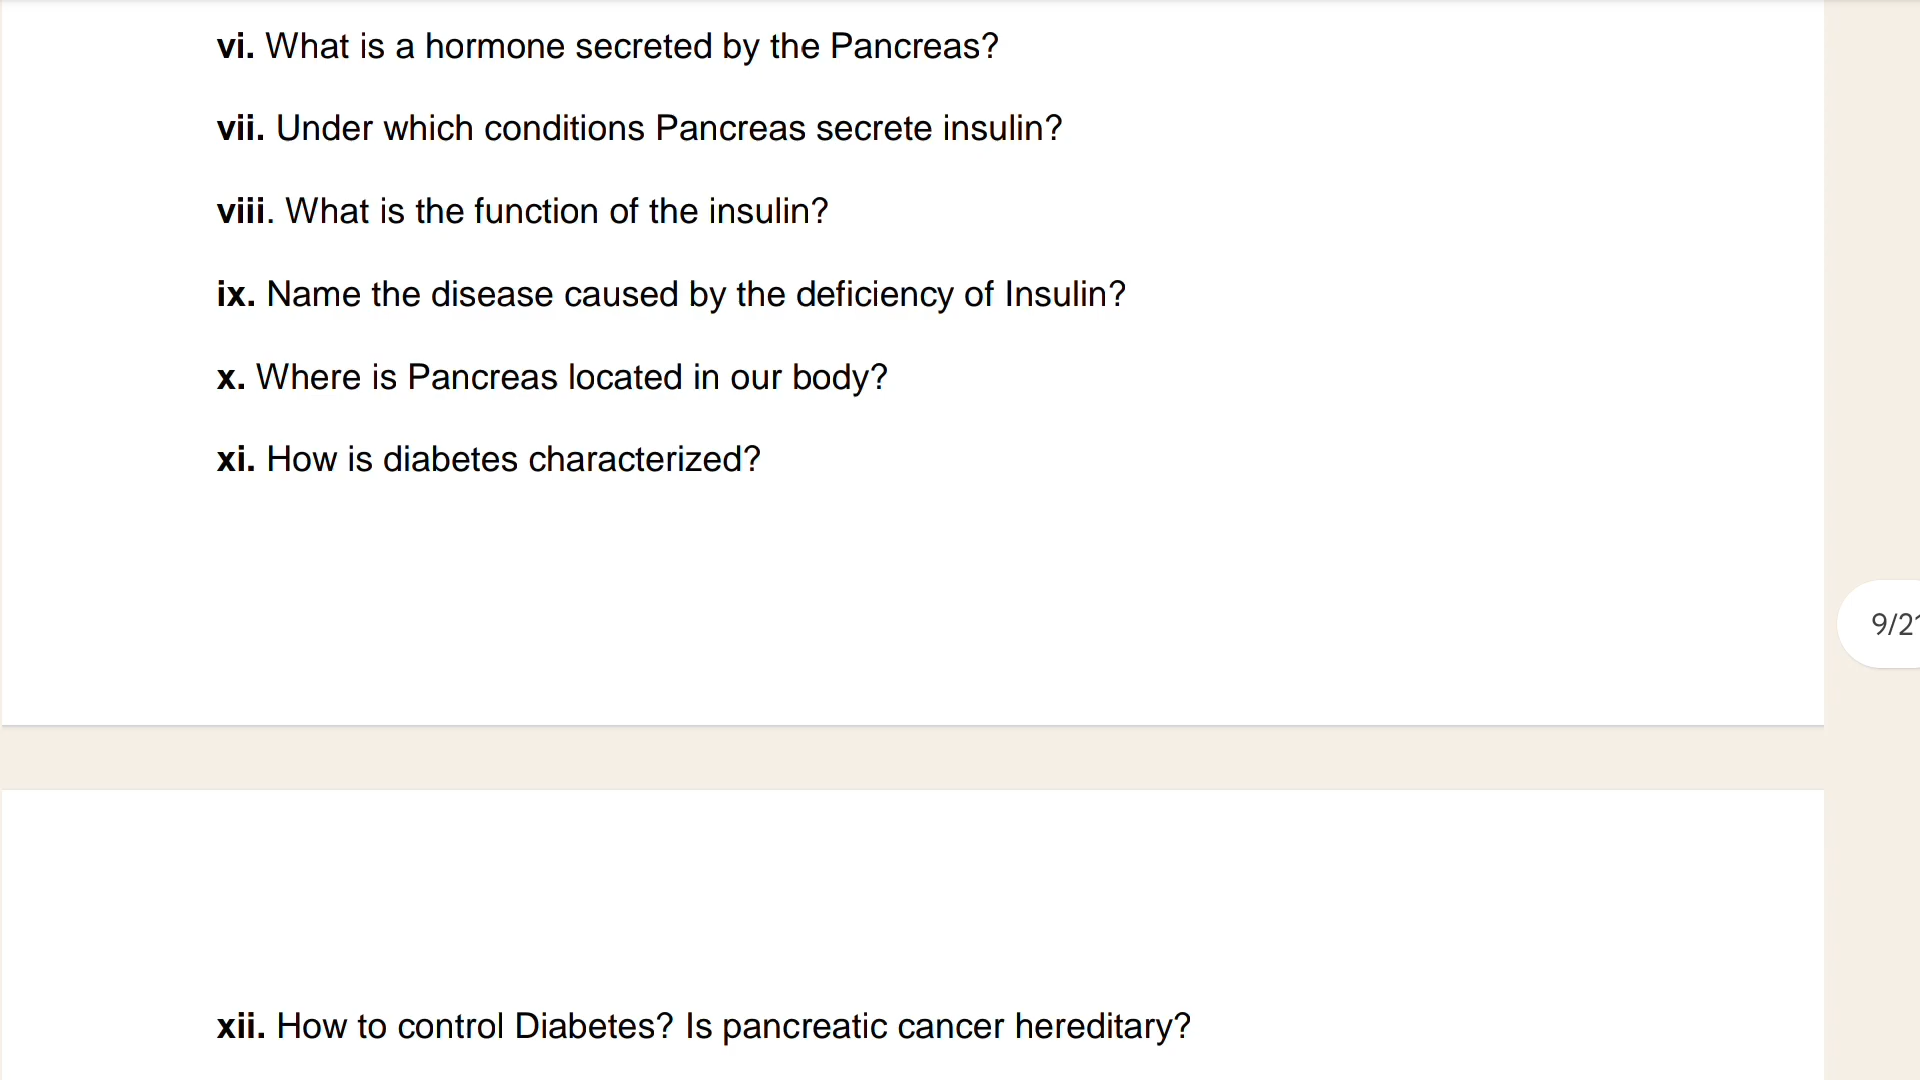 vi. What is a hormone secreted by the Pancreas?
vii. Under which conditions Pancreas secrete insulin?
viii. What is the function of the insulin?
ix. Name the disease caused by the deficiency of Insulin?
x. Where is Pancreas located in our body?
xi. How is diabetes characterized?
9/2
xii. How to control Diabetes? Is pancreatic cancer hereditary?